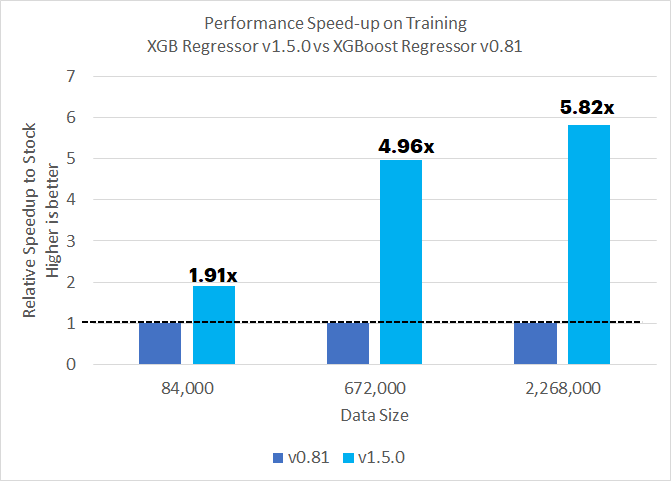 Performance Speed-up on Training
XGB Regressor v1.5.0 vs XGBoost Regressor v0.81
Relative Speedup to Stock
Higher is better
7
6
5
4
3
2
1
0
1.91x
4.96x
5.82x
84,000
672,000
2,268,000
Data Size
v0.81
v1.5.0